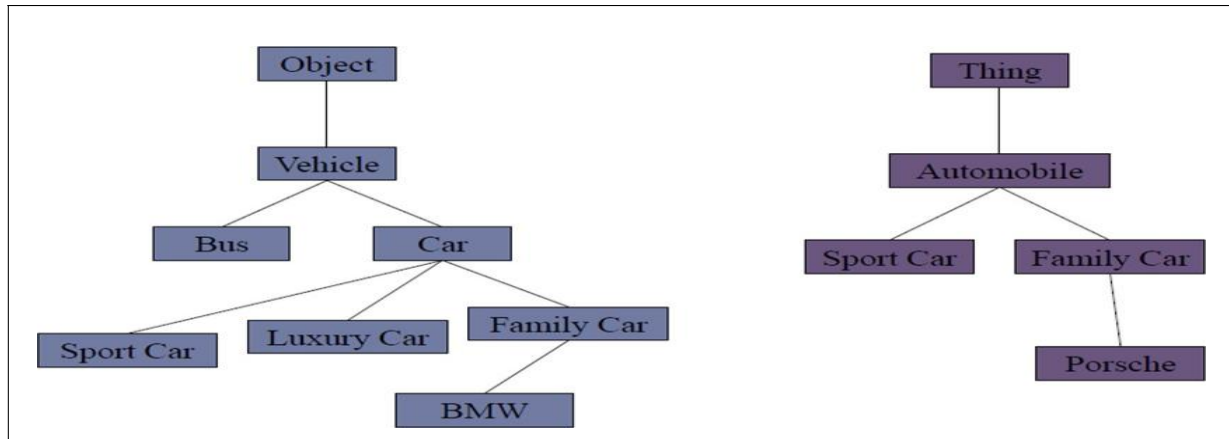 Object
Vehicle
Bus
Car
Sport Car
Luxury Car
Family Car
BMW
Thing
Automobile
Sport Car
Family Car
Porsche